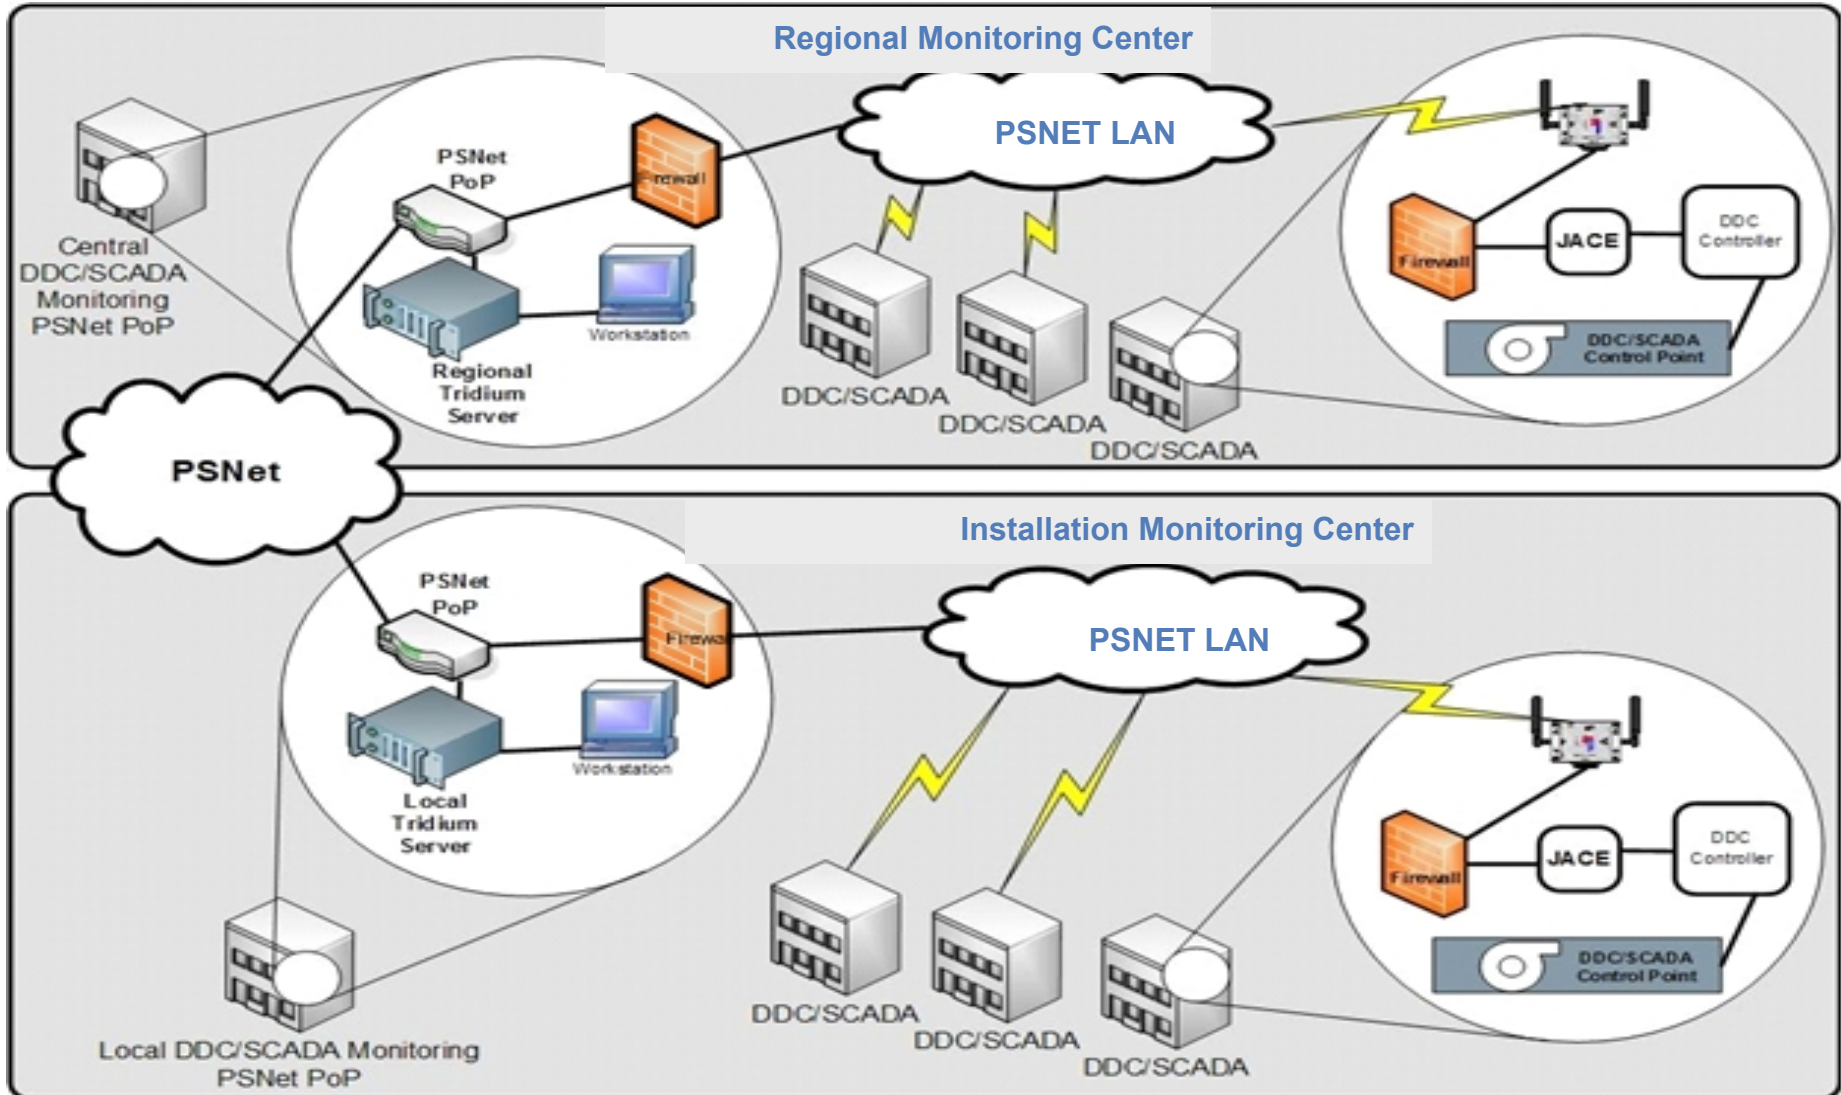 Regional Monitoring Center
PSNET LAN
PSNet
PoP
Firewall
Central
DDC/SCADA
Monitoring
PSNet PoP
Workstation
Regional
Tridium
Server
DDC/SCADA
DDC/SCADA
DDC/SCADA
Firewall
JACE
DDC
Controller
DDC/SCADA
Control Point
PSNet
Installation Monitoring Center
PSNET LAN
PSNet
PoP
Firewa
Workstation
Local
Tridium
Server
Local DDC/SCADA Monitoring
PSNet PoP
DDC/SCADA
DDC/SCADA
DDC/SCADA
Firewall
JACE
DDC
Controller
DDC/SCADA
Control Point